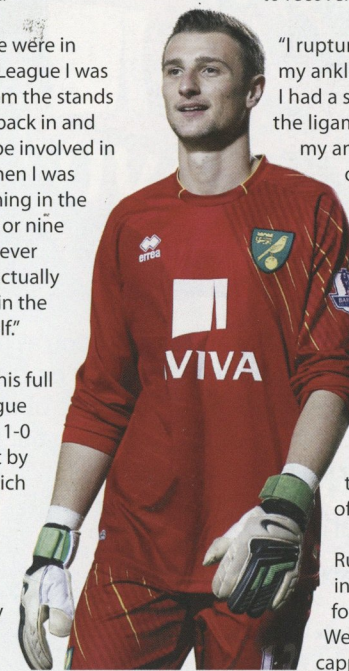 e were in
League I was
m the stands
back in and
be involved in
hen I was
ning in the
or nine
ever
ctually
in the
lf."
his full
gue
1-0
t by
ich
"I ruptur
my ankl
I had a s
the ligan
my an
errea
AVIVA
t
of
Ru
in
fo
We
capp